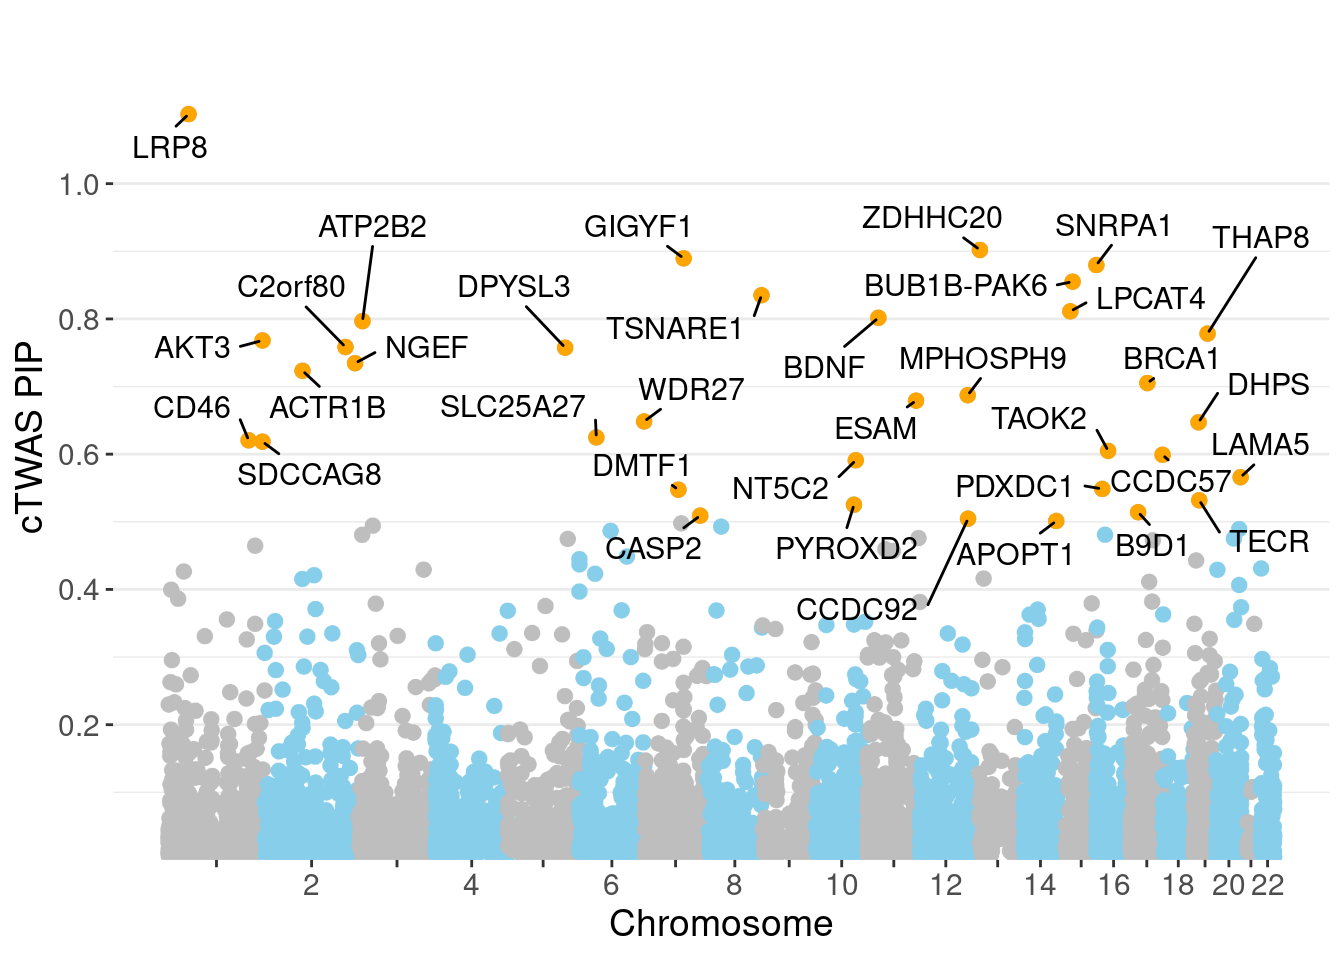 LRP8
1.0
ZDHHC20
SNRPA1
ATP2B2
GIGYF1
THAP8
C2orf80
DPYSL3
BUB1B-PAK6
LPCAT4
0.8
TSNARE1
AKT3
NGEF
BDNF
MPHOSPH9
BRCA1
WDR27
DHPS
CD46
ACTR1B
SLC25A27
TAOK2
ESAM
LAMA5
0.6
DMTF1
SDCCAG8
NT5C2
PDXDC1
CCDC57
CASP2
PYROXD2
APOPT1
B9D1
TECR
0.4
CCDC92
0.2
cTWAS PIP
2 4 6 8 10 12 14 16 18 20 22
Chromosome